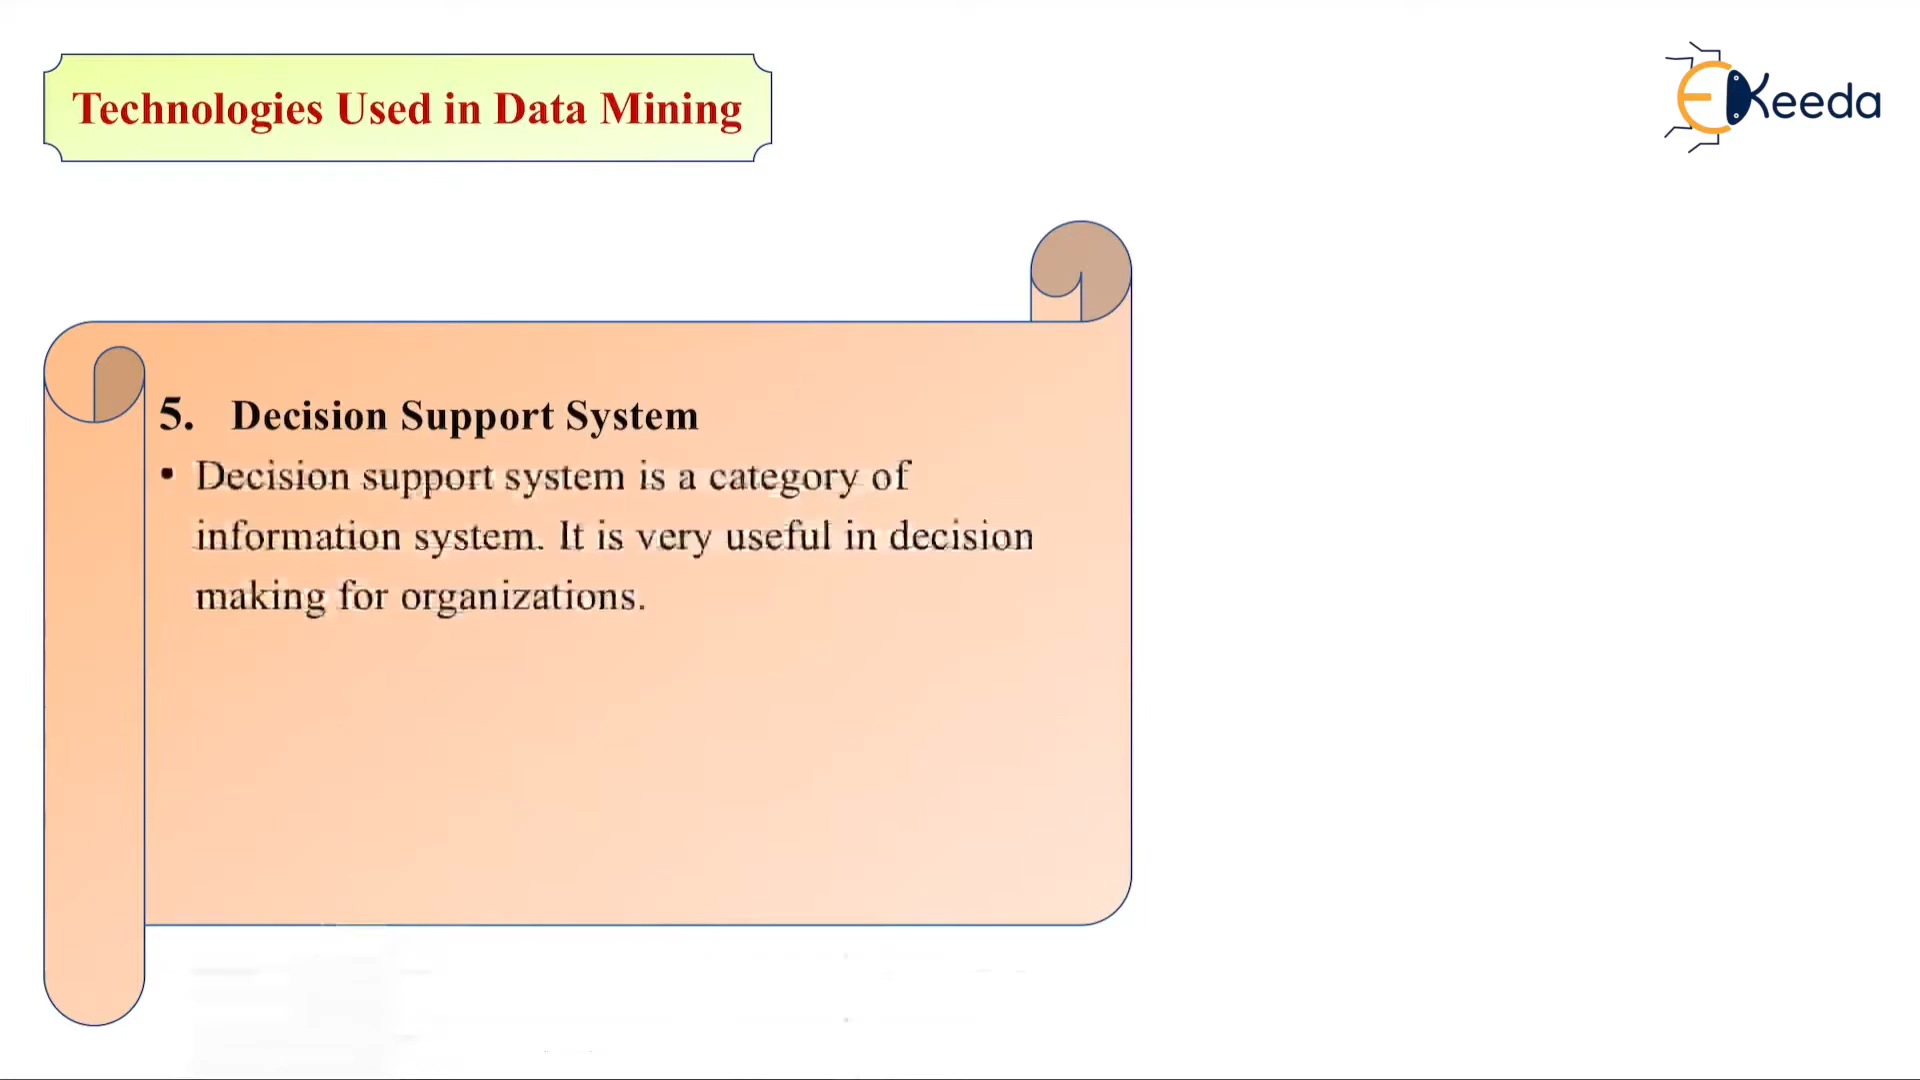 Technologies Used in Data Mining
EKeeda
5. Decision Support System
• Decision support system is a category of
information system. It is very useful in decision
making for organizations.